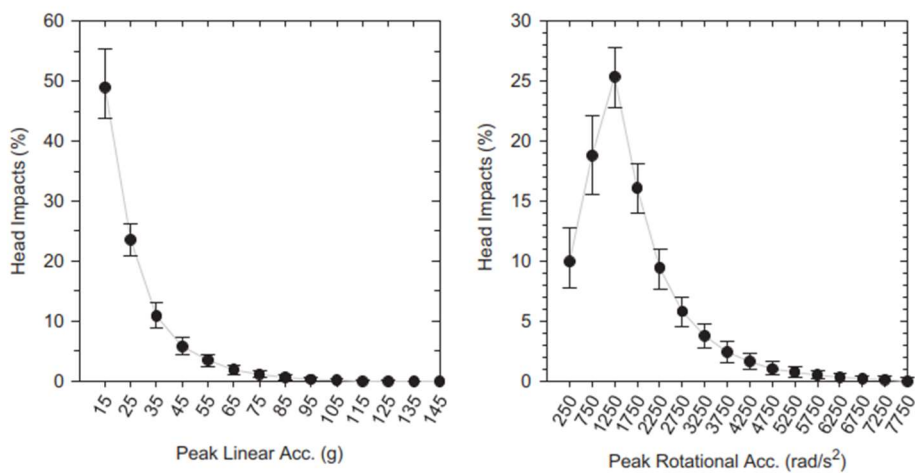 60
50
40
30
20
10
0
Head Impacts (%)
15 25 35 45 55 65 75 85 95 105 115 125 135 145
Peak Linear Acc. (g)
30
25
20
15
10
5
0
Head Impacts (%)
250 750 1250 1750 2250 2750 3250 3750 4250 4750 5250 5750 6250 6750 7250 7750
Peak Rotational Acc. (rad/s²)